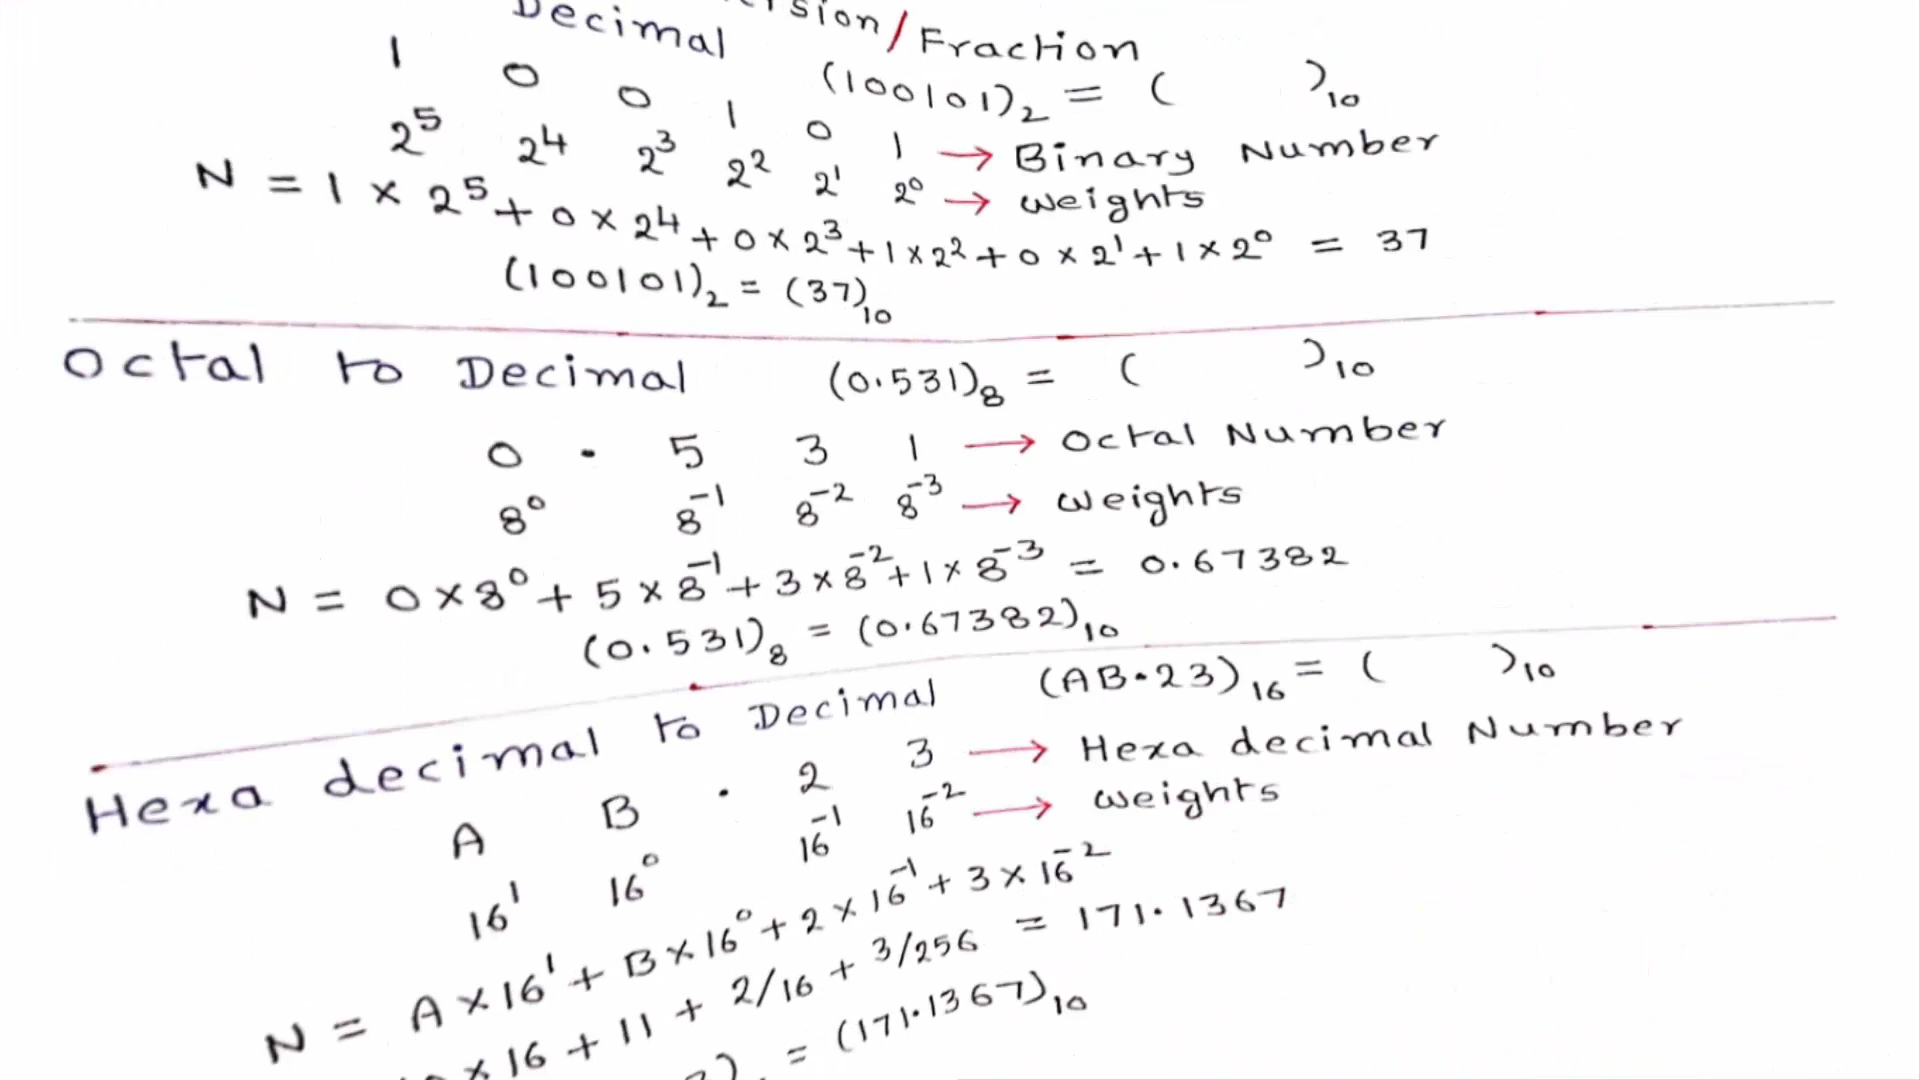 Decimal
/Fraction
(100101)₂ = ( )₁₀
1 0 0 1 0 1 → Binary Number
2⁵ 2⁴ 2³ 2² 2¹ 2⁰ → weights
N = 1 × 2⁵ + 0 × 2⁴ + 0 × 2³ + 1 × 2² + 0 × 2¹ + 1 × 2⁰ = 37
(100101)₂ = (37)₁₀
Octal to Decimal (0.531)₈ = ( )₁₀
0 . 5 3 1 → Octal Number
8⁰ 8⁻¹ 8⁻² 8⁻³ → weights
N = 0×8⁰ + 5×8⁻¹ + 3×8⁻² + 1×8⁻³ = 0.67382
(0.531)₈ = (0.67382)₁₀
Hexa decimal to Decimal (AB.23)₁₆ = ( )₁₀
A B . 2 3 → Hexa decimal Number
16¹ 16⁰ 16⁻¹ 16⁻² → weights
N = A×16¹ + B×16⁰ + 2×16⁻¹ + 3×16⁻²
× 16 + 11 + 2/16 + 3/256 = 171.1367
= (171.1367)₁₀